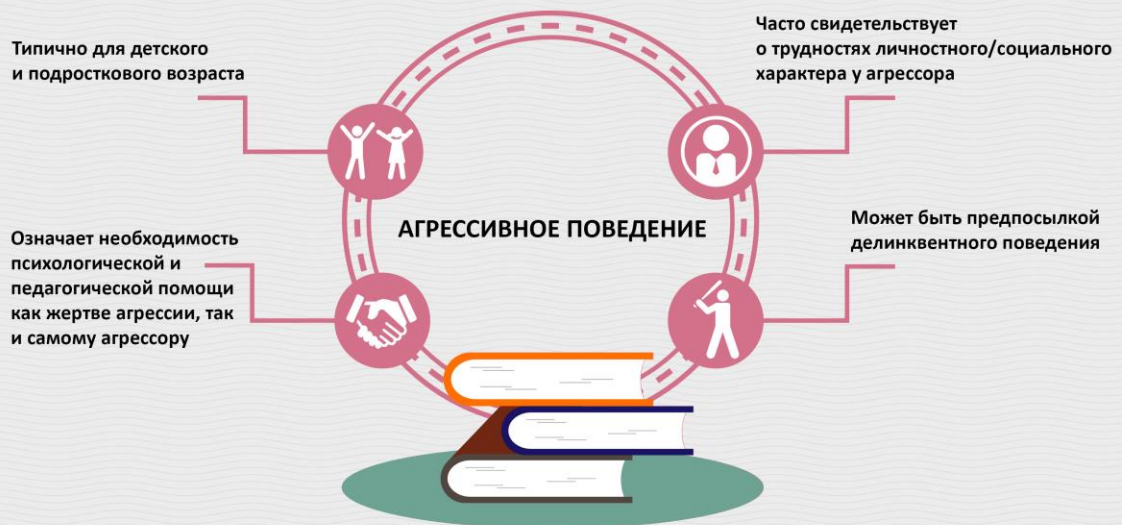 Типично для детского
и подросткового возраста
Часто свидетельствует
о трудностях личностного/социального
характера у агрессора
АГРЕССИВНОЕ ПОВЕДЕНИЕ
Означает необходимость
психологической и
педагогической помощи
как жертве агрессии, так
и самому агрессору
Может быть предпосылкой
делинквентного поведения